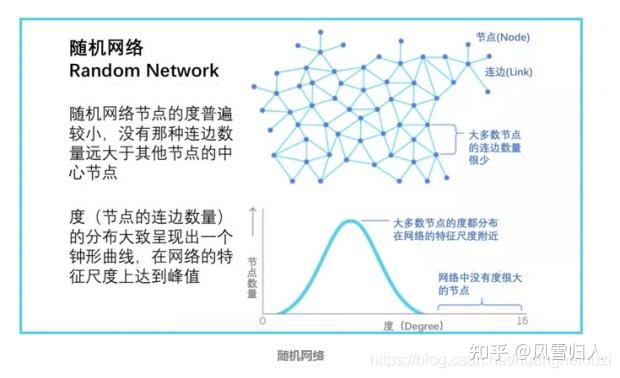 随机网络
Random Network
随机网络节点的度普遍
较小，没有那种连边数
量远大于其他节点的中
心节点
度（节点的连边数量）
的分布大致呈现出一个
钟形曲线，在网络的特
征尺度上达到峰值
节点(Node)
连边(Link)
大多数节点
的连边数量
很少
节点数量
大多数节点的度都分布
在网络的特征尺度附近
网络中没有度很大
的节点
0
度（Degree）
15
随机网络
知乎 @风雪归人